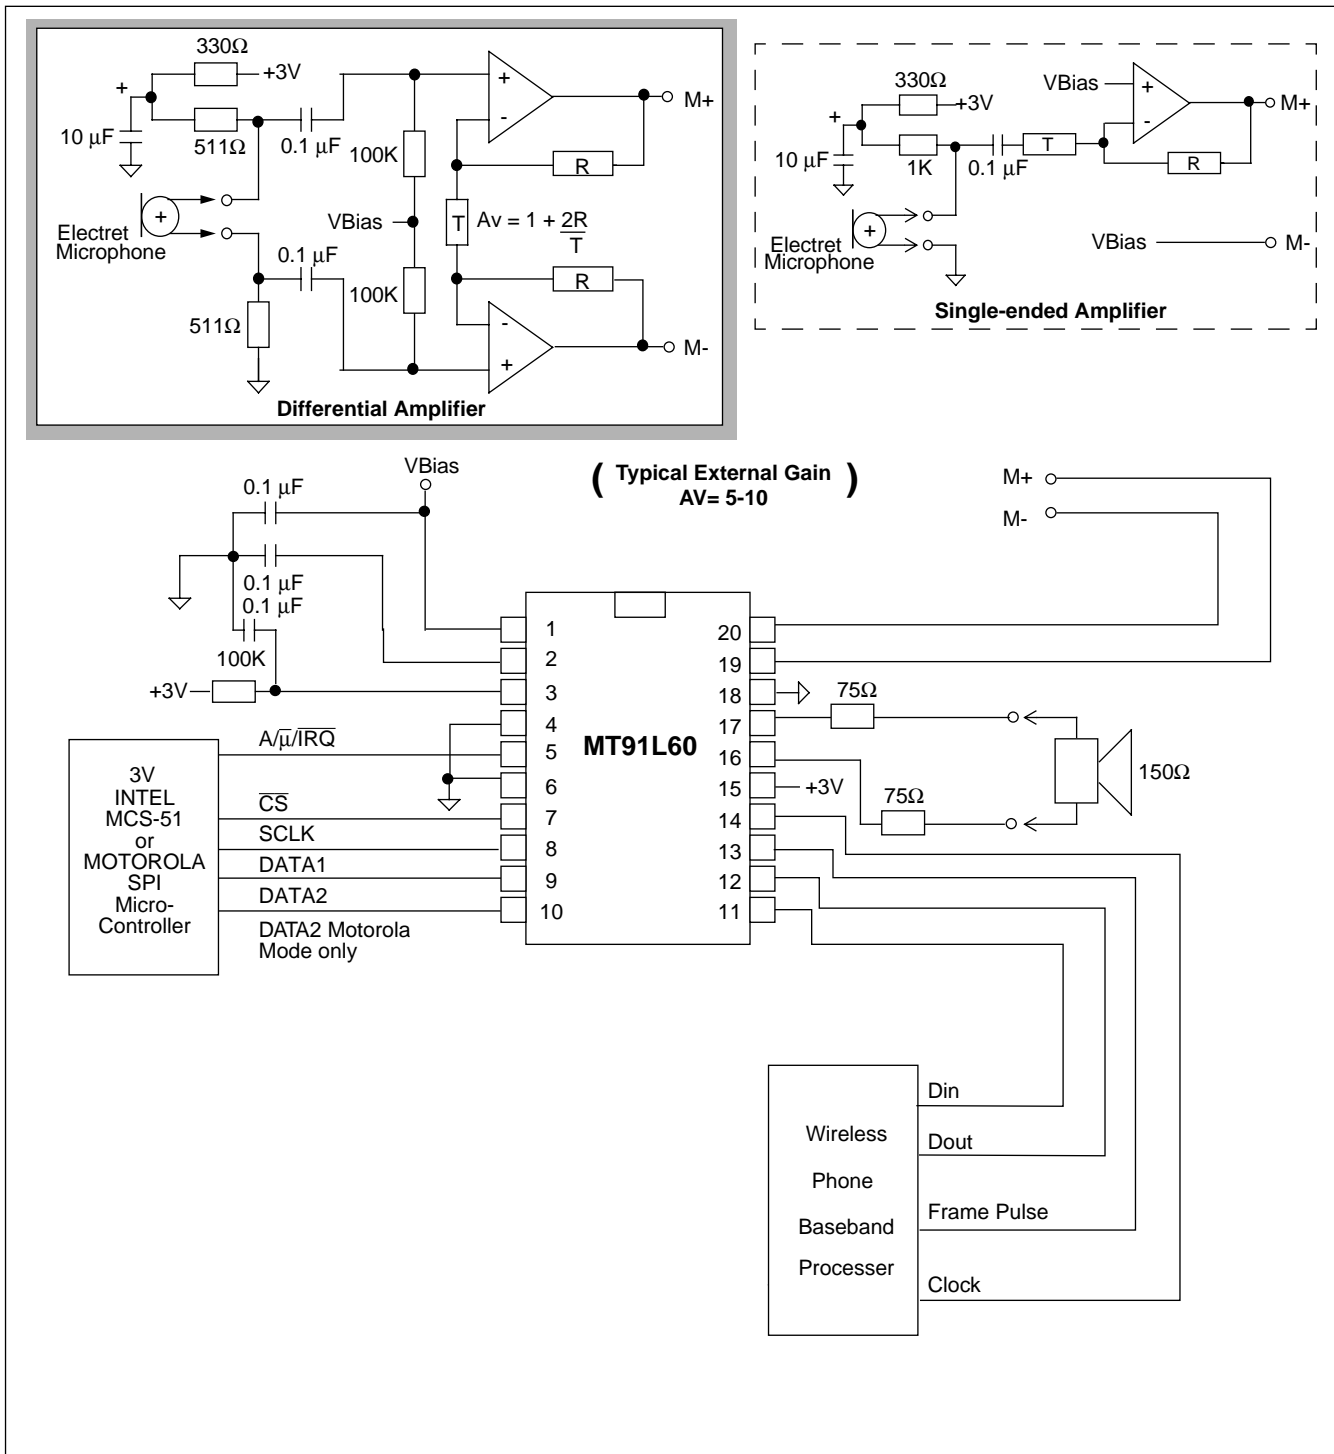 330Ω
+3V
+
10 µF
511Ω
0.1 µF
100K
+
-
M+
R
Electret
Microphone
+
VBias
T
Av = 1 + 2R
T
0.1 µF
100K
R
511Ω
-
+
M-
Differential Amplifier
330Ω
+3V
+
10 µF
1K
0.1 µF
T
VBias
+
-
M+
R
Electret
Microphone
+
VBias
M-
Single-ended Amplifier
VBias
( Typical External Gain )
AV= 5-10
M+
M-
0.1 µF
0.1 µF
0.1 µF
100K
+3V
1
2
3
4
5
6
7
8
9
10
MT91L60
20
19
18
17
16
15
14
13
12
11
75Ω
75Ω
150Ω
+3V
A/μ̅/I̅R̅Q̅
C̅S̅
SCLK
DATA1
DATA2
DATA2 Motorola
Mode only
3V
INTEL
MCS-51
or
MOTOROLA
SPI
Micro-
Controller
Wireless
Phone
Baseband
Processer
Din
Dout
Frame Pulse
Clock